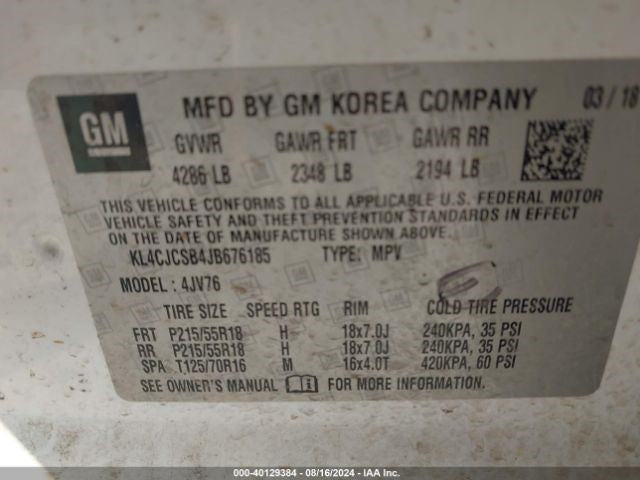 GM
MFD BY GM KOREA COMPANY 03/18
GVWR GAWR FRT GAWR RR
4286 LB 2348 LB 2194 LB
THIS VEHICLE CONFORMS TO ALL APPLICABLE U.S. FEDERAL MOTOR
VEHICLE SAFETY AND THEFT PREVENTION STANDARDS IN EFFECT
ON THE DATE OF MANUFACTURE SHOWN ABOVE.
KL4CJCSB4JB676185 TYPE: MPV
MODEL: 4JV76
TIRE SIZE SPEED RTG RIM COLD TIRE PRESSURE
FRT P215/55R18 H 18x7.0J 240KPA, 35 PSI
RR P215/55R18 H 18x7.0J 240KPA, 35 PSI
SPA T125/70R16 M 16x4.0T 420KPA, 60 PSI
SEE OWNER'S MANUAL FOR MORE INFORMATION.
000-40129384 - 08/16/2024 - IAA Inc.